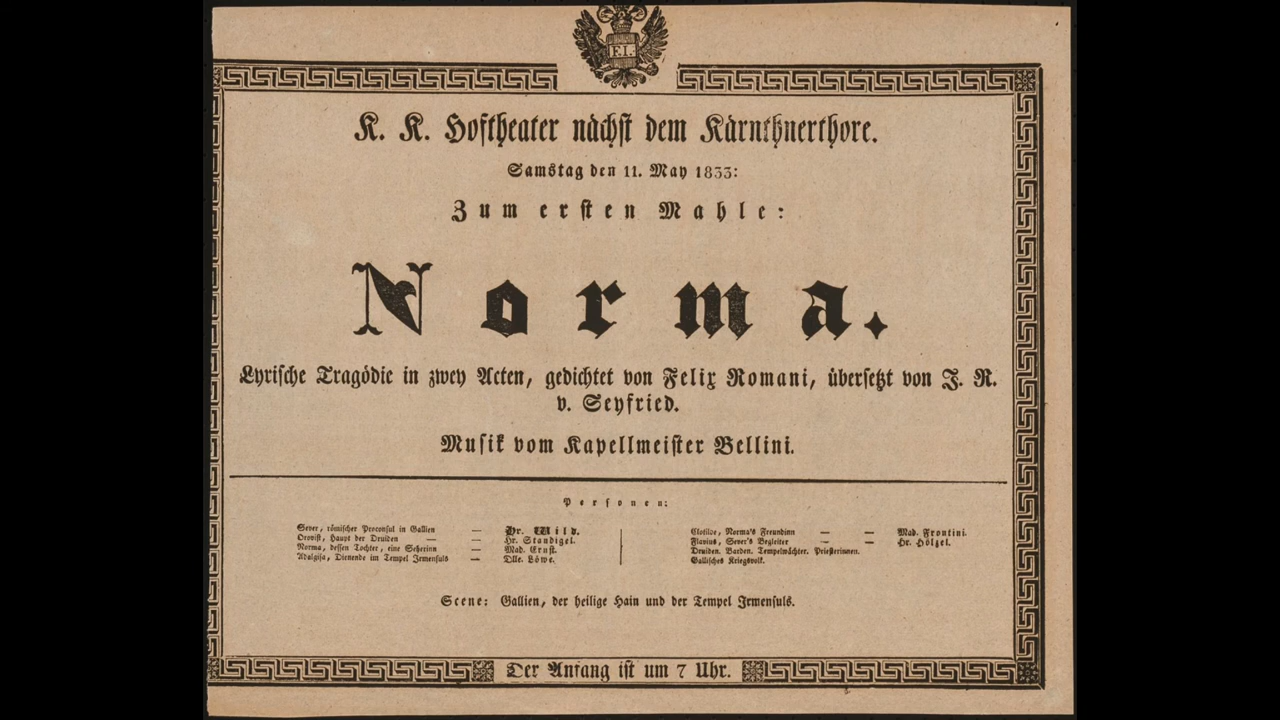 F.I.
K. K. Hoftheater nächst dem Kärnthnerthore.
Samstag den 11. May 1833:
Zum ersten Mahle:
Norma.
Lyrische Tragödie in zwey Acten, gedichtet von Felix Romani, übersetzt von J. R.
v. Seyfried.
Musik vom Kapellmeister Bellini.
Personen:
Sever, römischer Proconsul in Gallien — Hr. Wild.
Orovist, Haupt der Druiden — — Hr. Staudigel.
Norma, dessen Tochter, eine Seherinn — Mad. Ernst.
Adalgisa, Dienende im Tempel Irmensuls — Dlle. Löwe.
Clotilde, Norma's Freundinn — — Mad. Frontini.
Flavius, Sever's Begleiter — — Hr. Hölzel.
Druiden. Barden. Tempelwächter. Priesterinnen.
Gallisches Kriegsvolk.
Scene: Gallien, der heilige Hain und der Tempel Irmensuls.
Der Anfang ist um 7 Uhr.